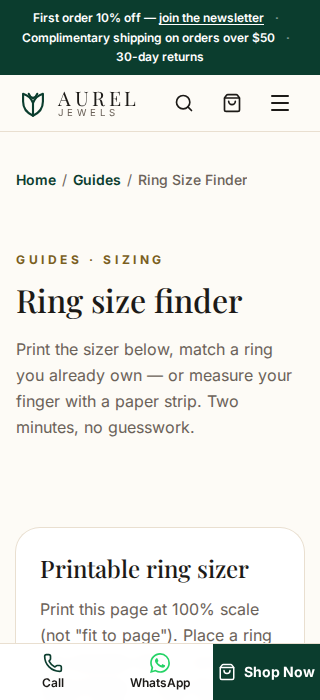 First order 10% off — join the newsletter ·
Complimentary shipping on orders over $50 ·
30-day returns
AUREL
JEWELS
Home / Guides / Ring Size Finder
GUIDES · SIZING
Ring size finder
Print the sizer below, match a ring
you already own — or measure your
finger with a paper strip. Two
minutes, no guesswork.
Printable ring sizer
Print this page at 100% scale
(not "fit to page"). Place a ring
Call
WhatsApp
Shop Now